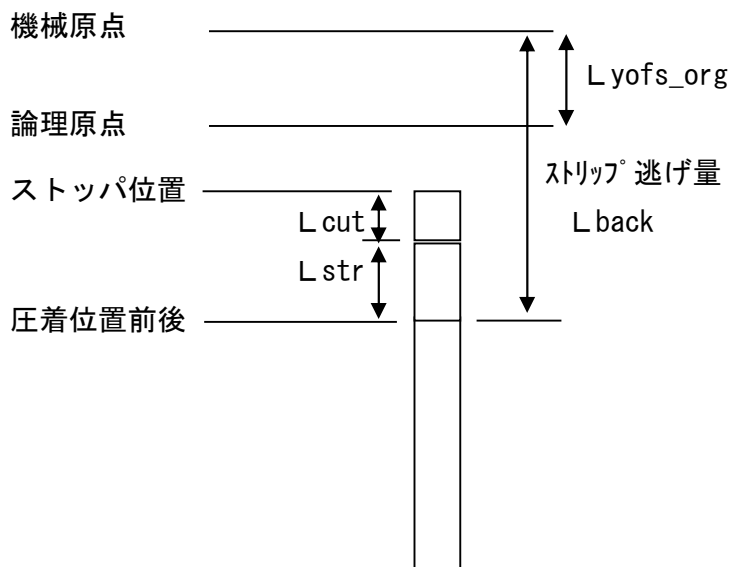 機械原点
Lyofs_org
論理原点
ストリップ逃げ量
ストッパ位置
Lcut
Lback
Lstr
圧着位置前後